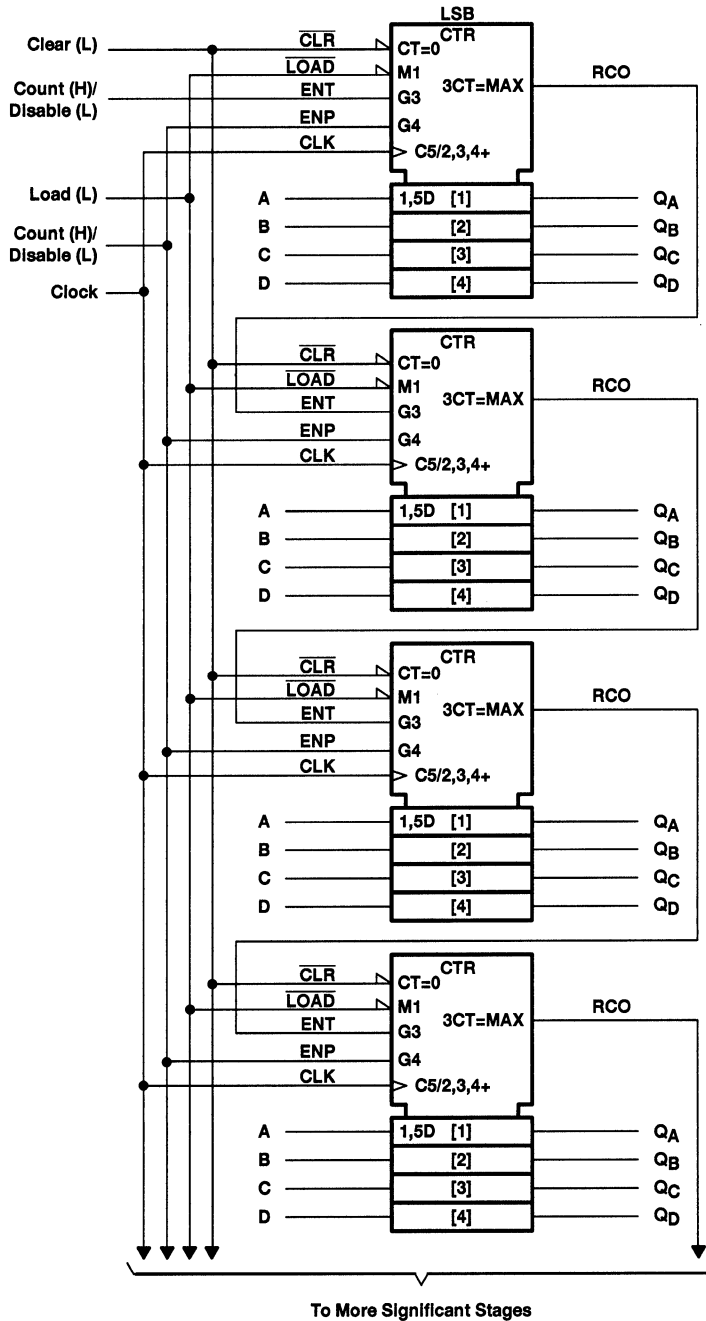 LSB
Clear (L) CLR CT=0 CTR
LOAD M1 3CT=MAX RCO
Count (H)/
Disable (L) ENT G3
ENP G4
CLK C5/2,3,4+
Load (L) A 1,5D [1] QA
Count (H)/
Disable (L) B [2] QB
C [3] QC
Clock D [4] QD
CTR
CLR CT=0
LOAD M1 3CT=MAX RCO
ENT G3
ENP G4
CLK C5/2,3,4+
A 1,5D [1] QA
B [2] QB
C [3] QC
D [4] QD
CTR
CLR CT=0
LOAD M1 3CT=MAX RCO
ENT G3
ENP G4
CLK C5/2,3,4+
A 1,5D [1] QA
B [2] QB
C [3] QC
D [4] QD
CTR
CLR CT=0
LOAD M1 3CT=MAX RCO
ENT G3
ENP G4
CLK C5/2,3,4+
A 1,5D [1] QA
B [2] QB
C [3] QC
D [4] QD
To More Significant Stages